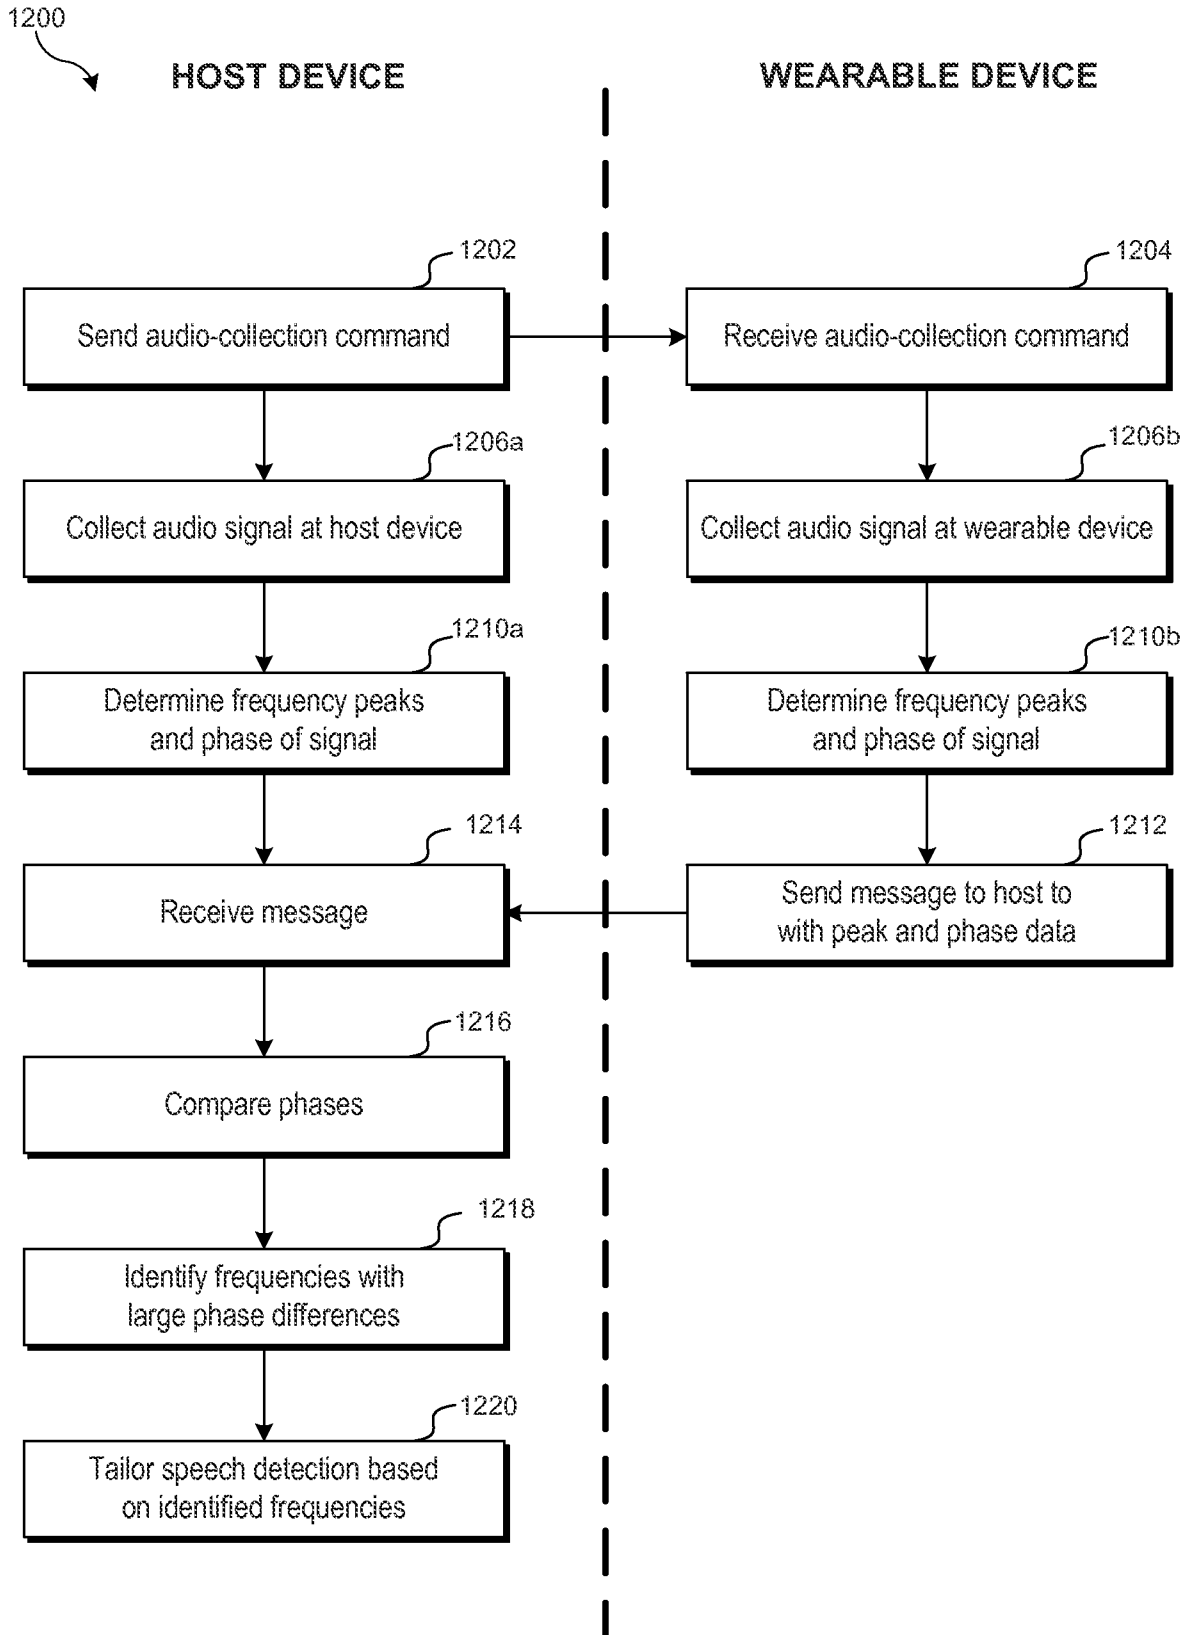 1200
HOST DEVICE
WEARABLE DEVICE
1202
1204
Send audio-collection command
Receive audio-collection command
1206a
1206b
Collect audio signal at host device
Collect audio signal at wearable device
1210a
1210b
Determine frequency peaks
and phase of signal
Determine frequency peaks
and phase of signal
1214
1212
Receive message
Send message to host to
with peak and phase data
1216
Compare phases
1218
Identify frequencies with
large phase differences
1220
Tailor speech detection based
on identified frequencies